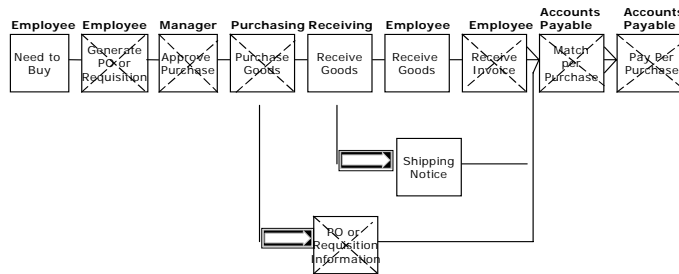 Employee
Employee
Manager
Purchasing
Receiving
Employee
Employee
Accounts
Payable
Accounts
Payable
Need to
Buy
Generate
PO or
Requisition
Approve
Purchase
Purchase
Goods
Receive
Goods
Receive
Goods
Receive
Invoice
Match
per
Purchase
Pay Per
Purchase
Shipping
Notice
PO or
Requisition
Information